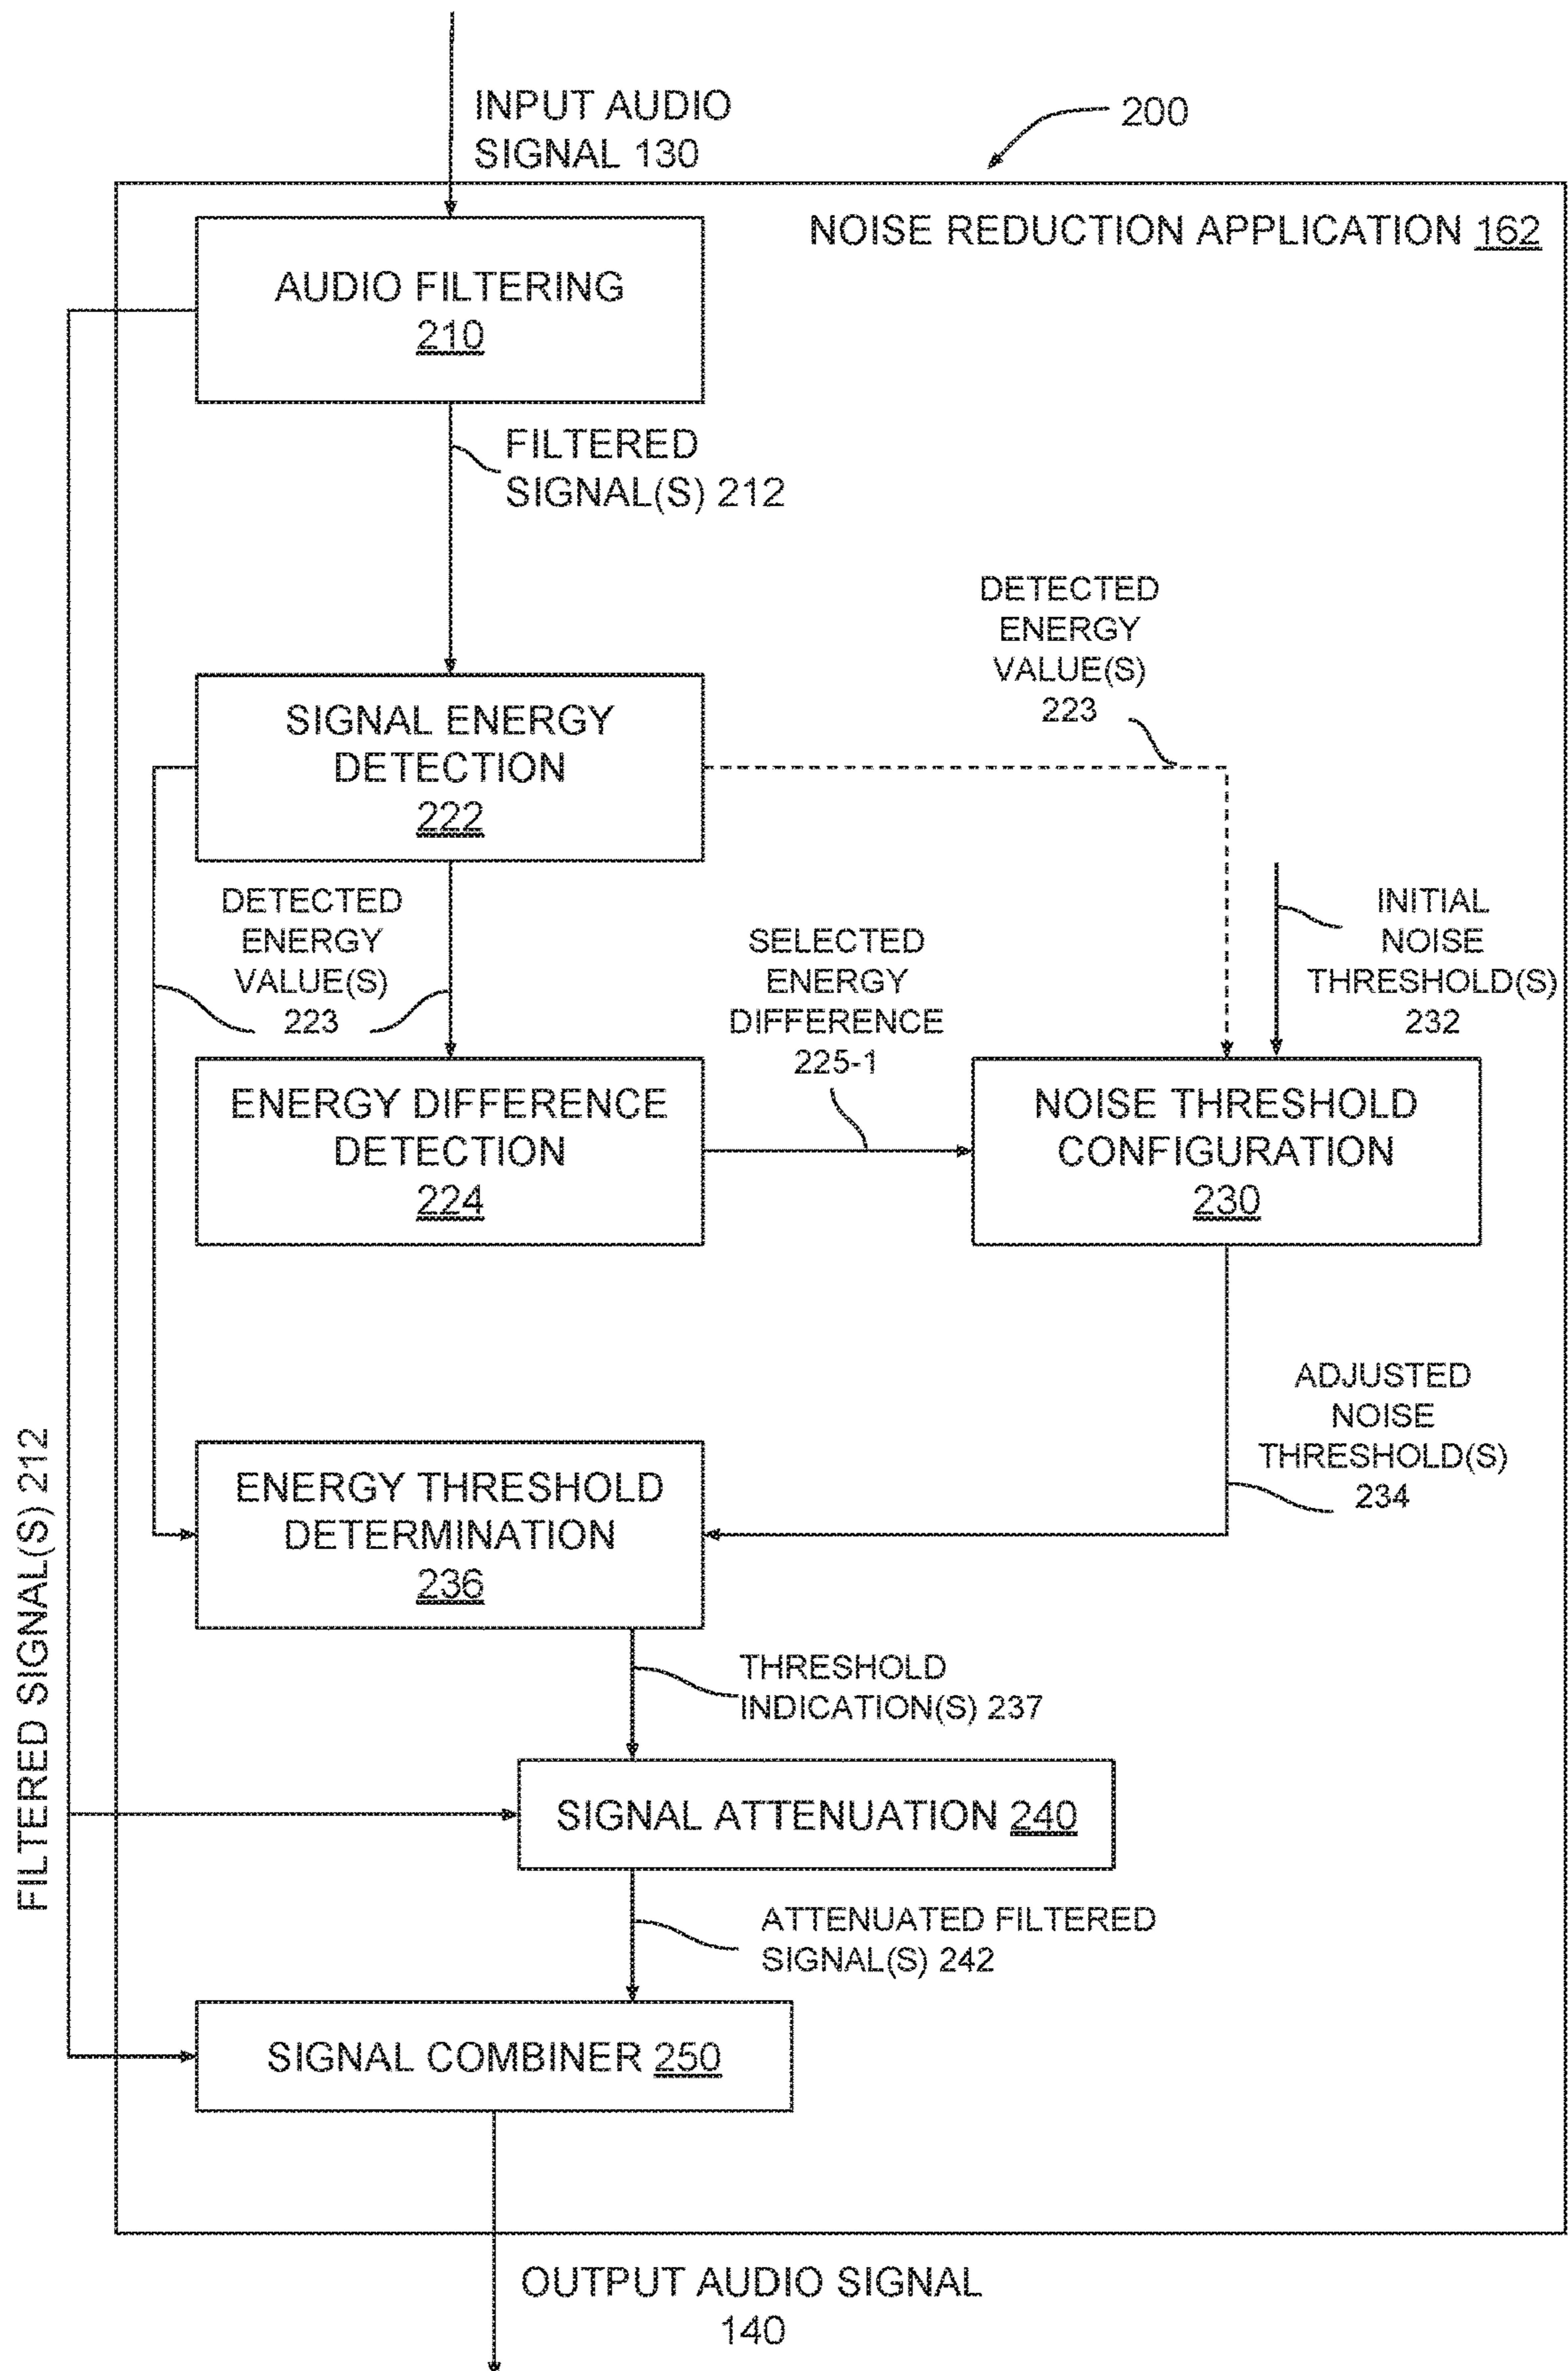 INPUT AUDIO
SIGNAL 130
200
NOISE REDUCTION APPLICATION 162
AUDIO FILTERING
210
FILTERED
SIGNAL(S) 212
DETECTED
ENERGY
VALUE(S)
223
SIGNAL ENERGY
DETECTION
222
DETECTED
ENERGY
VALUE(S)
223
SELECTED
ENERGY
DIFFERENCE
225-1
INITIAL
NOISE
THRESHOLD(S)
232
ENERGY DIFFERENCE
DETECTION
224
NOISE THRESHOLD
CONFIGURATION
230
ADJUSTED
NOISE
THRESHOLD(S)
234
FILTERED SIGNAL(S) 212
ENERGY THRESHOLD
DETERMINATION
236
THRESHOLD
INDICATION(S) 237
SIGNAL ATTENUATION 240
ATTENUATED FILTERED
SIGNAL(S) 242
SIGNAL COMBINER 250
OUTPUT AUDIO SIGNAL
140